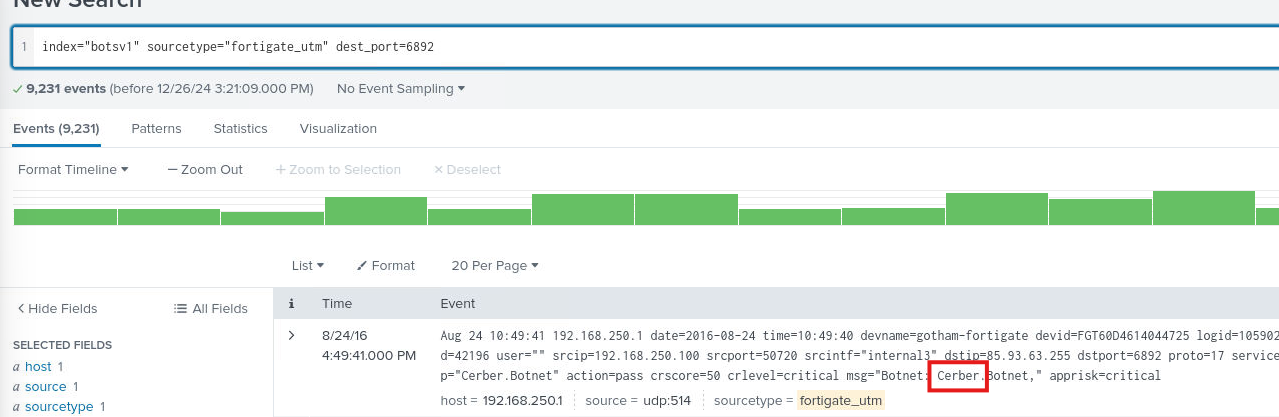 New Search
1 index="botsv1" sourcetype="fortigate_utm" dest_port=6892
9,231 events (before 12/26/24 3:21:09.000 PM) No Event Sampling
Events (9,231) Patterns Statistics Visualization
Format Timeline — Zoom Out + Zoom to Selection × Deselect
List Format 20 Per Page
< Hide Fields All Fields i Time Event
SELECTED FIELDS
a host 1
a source 1
a sourcetype 1
> 8/24/16
4:49:41.000 PM
Aug 24 10:49:41 192.168.250.1 date=2016-08-24 time=10:49:40 devname=gotham-fortigate devid=FGT60D4614044725 logid=105902
d=42196 user="" srcip=192.168.250.100 srcport=50720 srcintf="internal3" dstip=85.93.63.255 dstport=6892 proto=17 service
p="Cerber.Botnet" action=pass crscore=50 crlevel=critical msg="Botnet: Cerber.Botnet," apprisk=critical
host = 192.168.250.1 source = udp:514 sourcetype = fortigate_utm